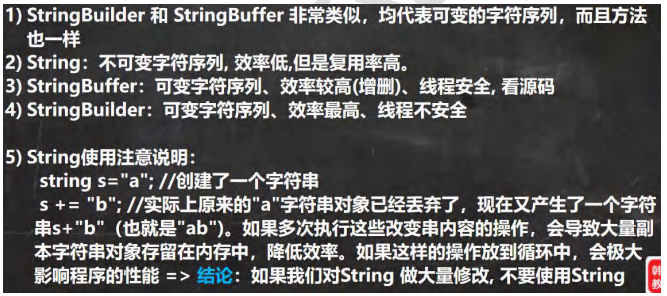 1) StringBuilder 和 StringBuffer 非常类似，均代表可变的字符序列，而且方法
也一样
2) String：不可变字符序列, 效率低,但是复用率高。
3) StringBuffer：可变字符序列、效率较高(增删)、线程安全, 看源码
4) StringBuilder：可变字符序列、效率最高、线程不安全
5) String使用注意说明：
string s="a"; //创建了一个字符串
s += "b"; //实际上原来的"a"字符串对象已经丢弃了，现在又产生了一个字符
串s+"b"（也就是"ab")。如果多次执行这些改变串内容的操作，会导致大量副
本字符串对象存留在内存中，降低效率。如果这样的操作放到循环中，会极大
影响程序的性能 => 结论：如果我们对String 做大量修改, 不要使用String
韩
教